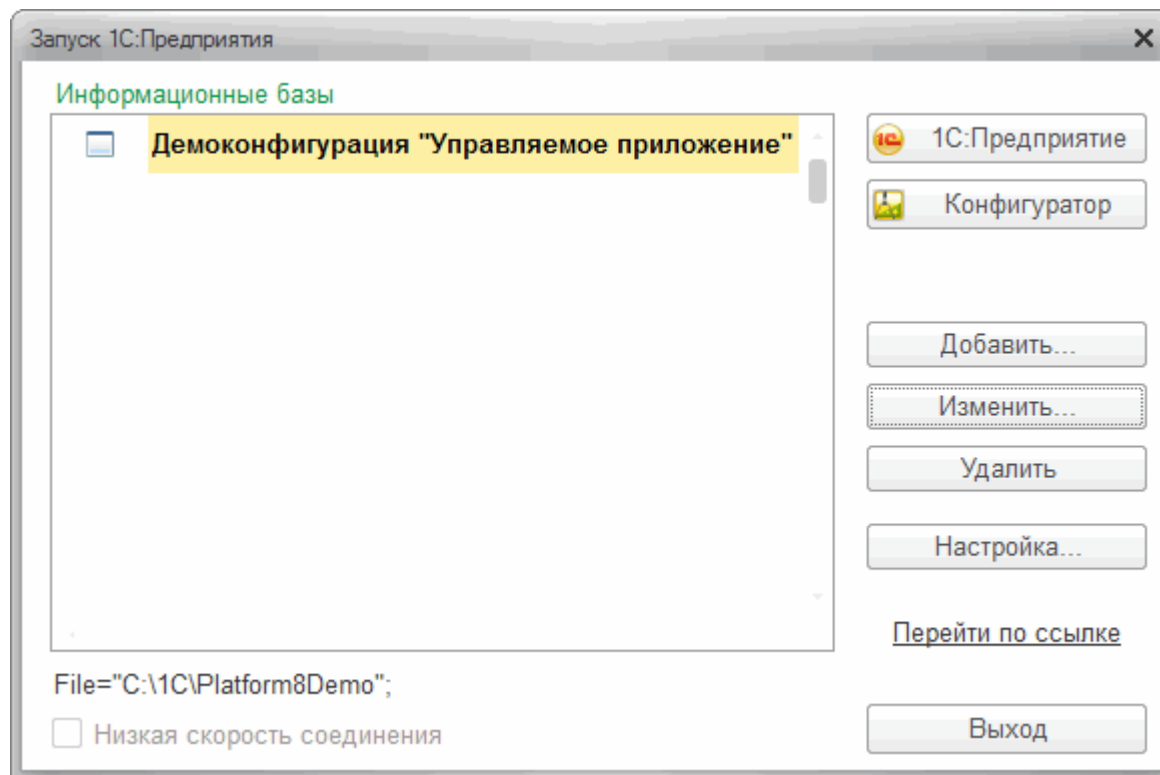 Запуск 1С:Предприятия
Информационные базы
Демоконфигурация "Управляемое приложение"
1С:Предприятие
Конфигуратор
Добавить...
Изменить...
Удалить
Настройка...
Перейти по ссылке
File="C:\1C\Platform8Demo";
Низкая скорость соединения
Выход